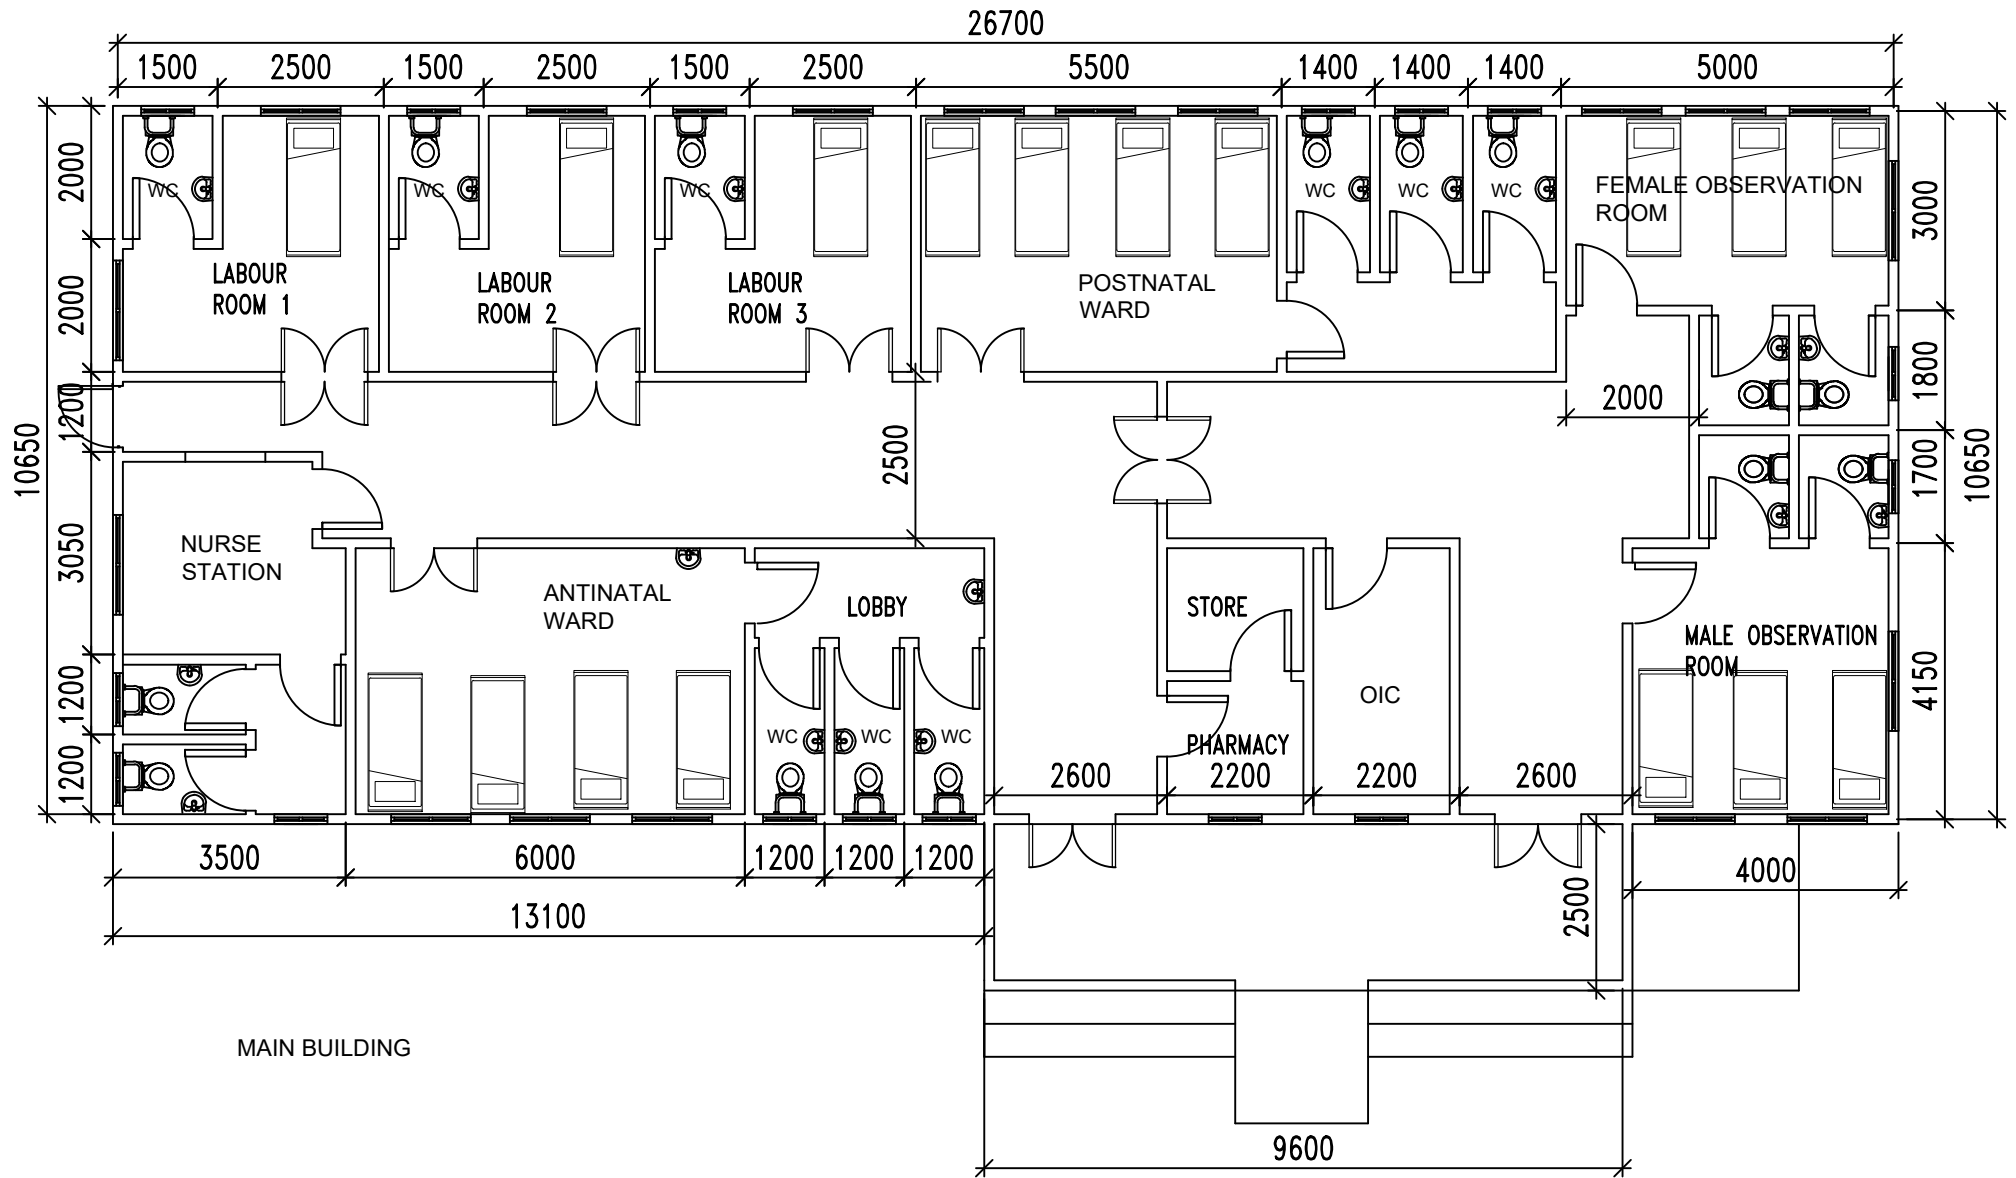 26700
1500 2500 1500 2500 1500 2500 5500 1400 1400 1400 5000
2000
WC
WC
WC
WC
WC
WC
FEMALE OBSERVATION
ROOM
3000
LABOUR
ROOM 1
LABOUR
ROOM 2
LABOUR
ROOM 3
POSTNATAL
WARD
2000
1800
1200
2000
10650
2500
1700
10650
NURSE
STATION
3050
ANTINATAL
WARD
LOBBY
STORE
MALE OBSERVATION
ROOM
4150
OIC
1200
WC
WC
WC
PHARMACY
1200
2600 2200 2200 2600
3500 6000 1200 1200 1200
4000
2500
13100
MAIN BUILDING
9600